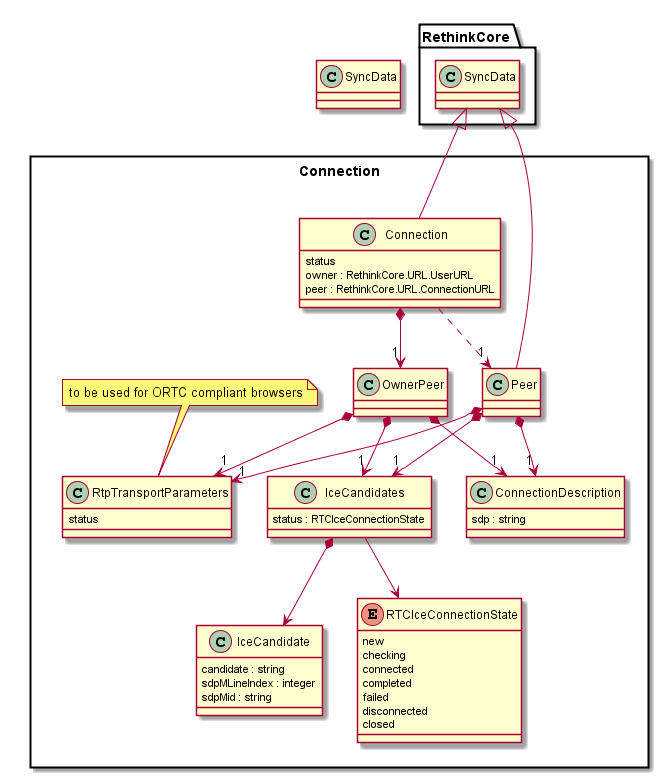 RethinkCore
C SyncData
C SyncData
Connection
C Connection
status
owner : RethinkCore.URL.UserURL
peer : RethinkCore.URL.ConnectionURL
1
1
to be used for ORTC compliant browsers
C OwnerPeer
C Peer
1
1
1
1
1
1
C RtpTransportParameters
status
C IceCandidates
status : RTCIceConnectionState
C ConnectionDescription
sdp : string
C IceCandidate
candidate : string
sdpMLineIndex : integer
sdpMid : string
E RTCIceConnectionState
new
checking
connected
completed
failed
disconnected
closed